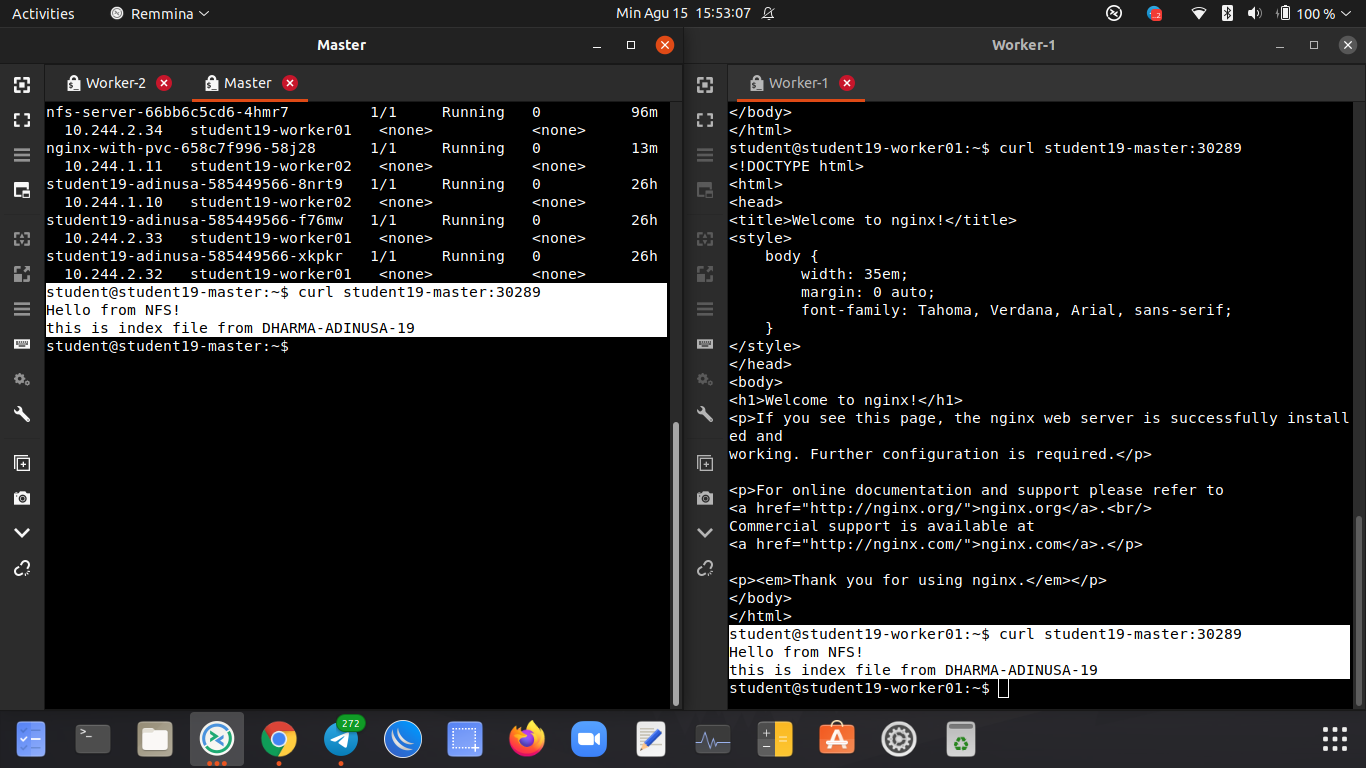 Activities Remmina Min Agu 15 15:53:07 100 %
Master
Worker-2 Master
nfs-server-66bb6c5cd6-4hmr7 1/1 Running 0 96m
10.244.2.34 student19-worker01 <none> <none>
nginx-with-pvc-658c7f996-58j28 1/1 Running 0 13m
10.244.1.11 student19-worker02 <none> <none>
student19-adinusa-585449566-8nrt9 1/1 Running 0 26h
10.244.1.10 student19-worker02 <none> <none>
student19-adinusa-585449566-f76mw 1/1 Running 0 26h
10.244.2.33 student19-worker01 <none> <none>
student19-adinusa-585449566-xkpkr 1/1 Running 0 26h
10.244.2.32 student19-worker01 <none> <none>
student@student19-master:~$ curl student19-master:30289
Hello from NFS!
this is index file from DHARMA-ADINUSA-19
student@student19-master:~$
Worker-1
Worker-1
</body>
</html>
student@student19-worker01:~$ curl student19-master:30289
<!DOCTYPE html>
<html>
<head>
<title>Welcome to nginx!</title>
<style>
body {
width: 35em;
margin: 0 auto;
font-family: Tahoma, Verdana, Arial, sans-serif;
}
</style>
</head>
<body>
<h1>Welcome to nginx!</h1>
<p>If you see this page, the nginx web server is successfully install
ed and
working. Further configuration is required.</p>
<p>For online documentation and support please refer to
<a href="http://nginx.org/">nginx.org</a>.<br/>
Commercial support is available at
<a href="http://nginx.com/">nginx.com</a>.</p>
<p><em>Thank you for using nginx.</em></p>
</body>
</html>
student@student19-worker01:~$ curl student19-master:30289
Hello from NFS!
this is index file from DHARMA-ADINUSA-19
student@student19-worker01:~$
272